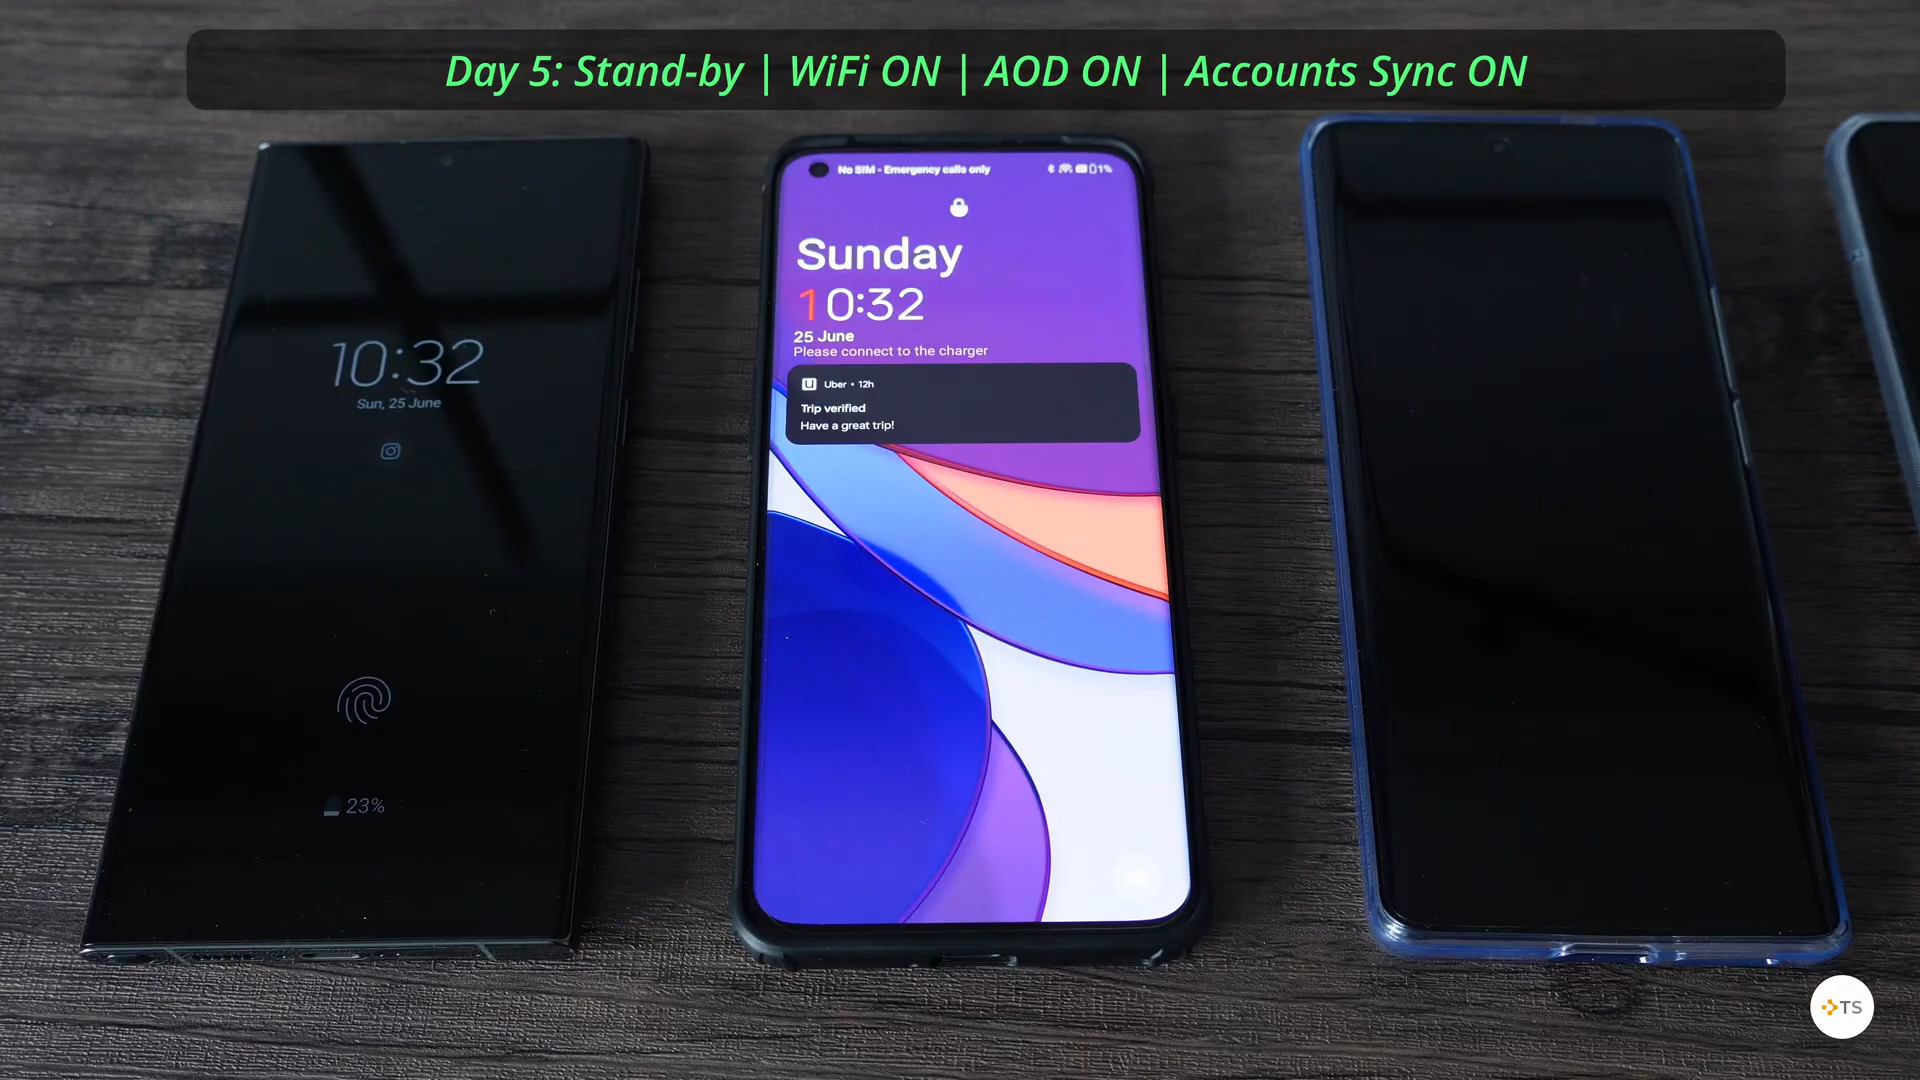 Day 5: Stand-by | WiFi ON | AOD ON | Accounts Sync ON
10:32
Sun, 25 June
23%
No SIM - Emergency calls only
1%
Sunday
10:32
25 June
Please connect to the charger
Uber • 12h
Trip verified
Have a great trip!
TS